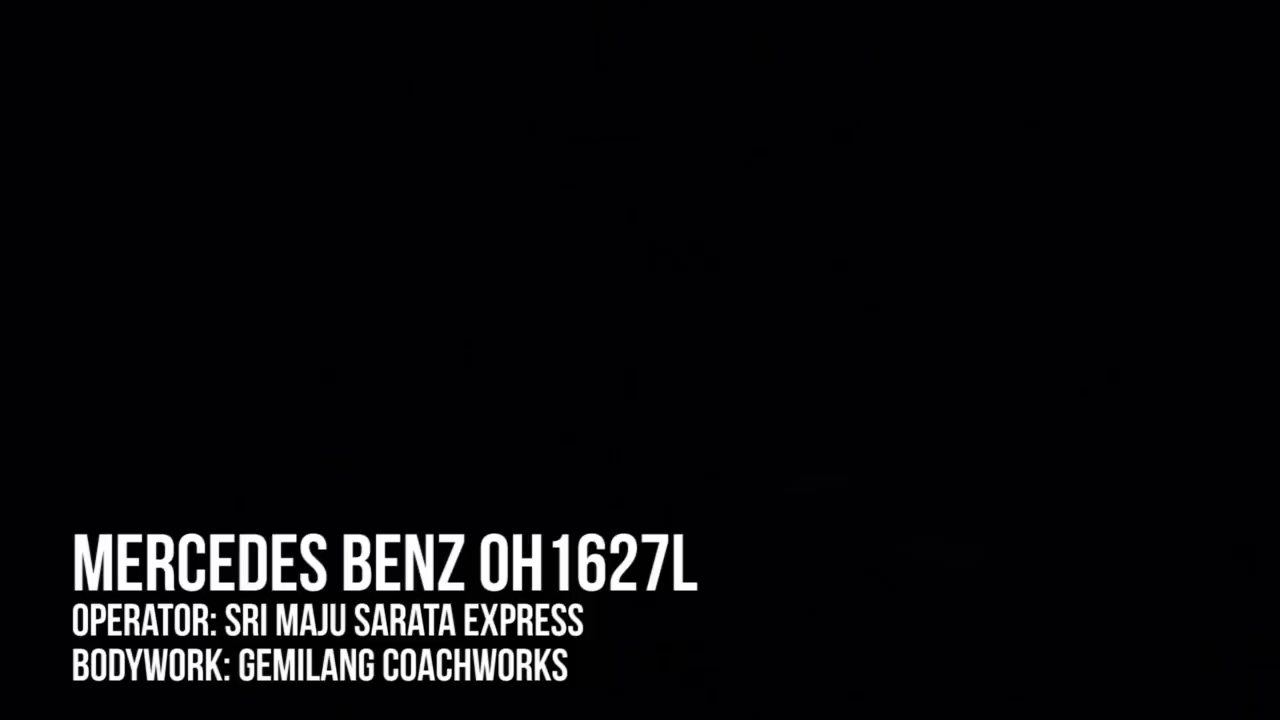 MERCEDES BENZ OH1627L
OPERATOR: SRI MAJU SARATA EXPRESS
BODYWORK: GEMILANG COACHWORKS